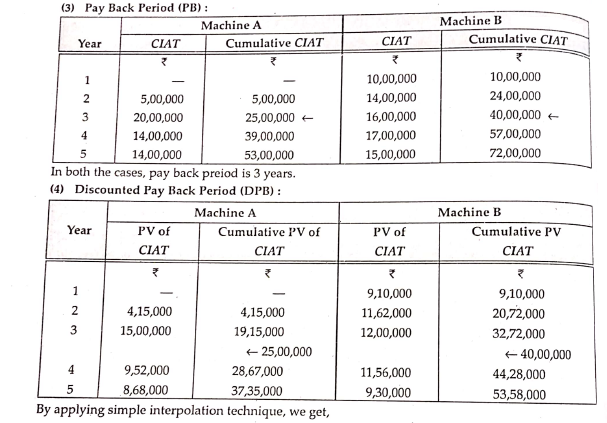 (3) Pay Back Period (PB) :
Machine A Machine B
Year CIAT Cumulative CIAT CIAT Cumulative CIAT
₹ ₹ ₹ ₹
1 — — 10,00,000 10,00,000
2 5,00,000 5,00,000 14,00,000 24,00,000
3 20,00,000 25,00,000 ← 16,00,000 40,00,000 ←
4 14,00,000 39,00,000 17,00,000 57,00,000
5 14,00,000 53,00,000 15,00,000 72,00,000
In both the cases, pay back preiod is 3 years.
(4) Discounted Pay Back Period (DPB) :
Machine A Machine B
Year PV of Cumulative PV of PV of Cumulative PV
CIAT CIAT CIAT CIAT
₹ ₹ ₹ ₹
1 — — 9,10,000 9,10,000
2 4,15,000 4,15,000 11,62,000 20,72,000
3 15,00,000 19,15,000 12,00,000 32,72,000
← 25,00,000 ← 40,00,000
4 9,52,000 28,67,000 11,56,000 44,28,000
5 8,68,000 37,35,000 9,30,000 53,58,000
By applying simple interpolation technique, we get,